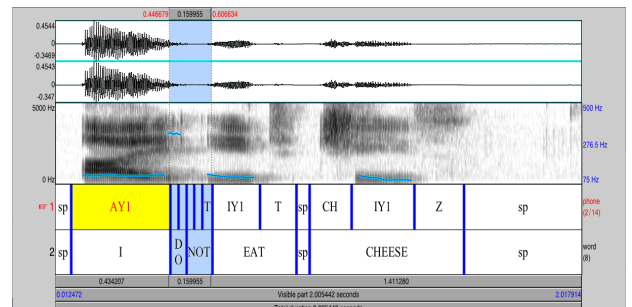 0.446679 0.159955 0.606634
0.4544
0
-0.3469
0.4543
0
-0.347
5000 Hz 500 Hz
276.5 Hz
0 Hz 75 Hz
1 sp AY1 T IY1 T sp CH IY1 Z sp phone (2/14)
2 sp I DO NOT EAT sp CHEESE sp word (8)
0.434207 0.159955 1.411280
0.012472 Visible part 2.005442 seconds 2.017914